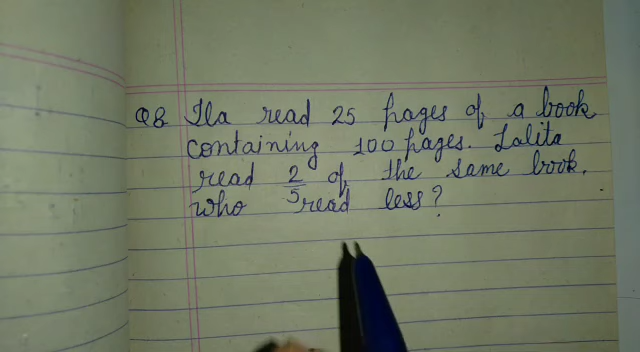 Q8 Ila read 25 pages of a book
containing 100 pages. Lalita
read 2/5 of the same book.
who read less?